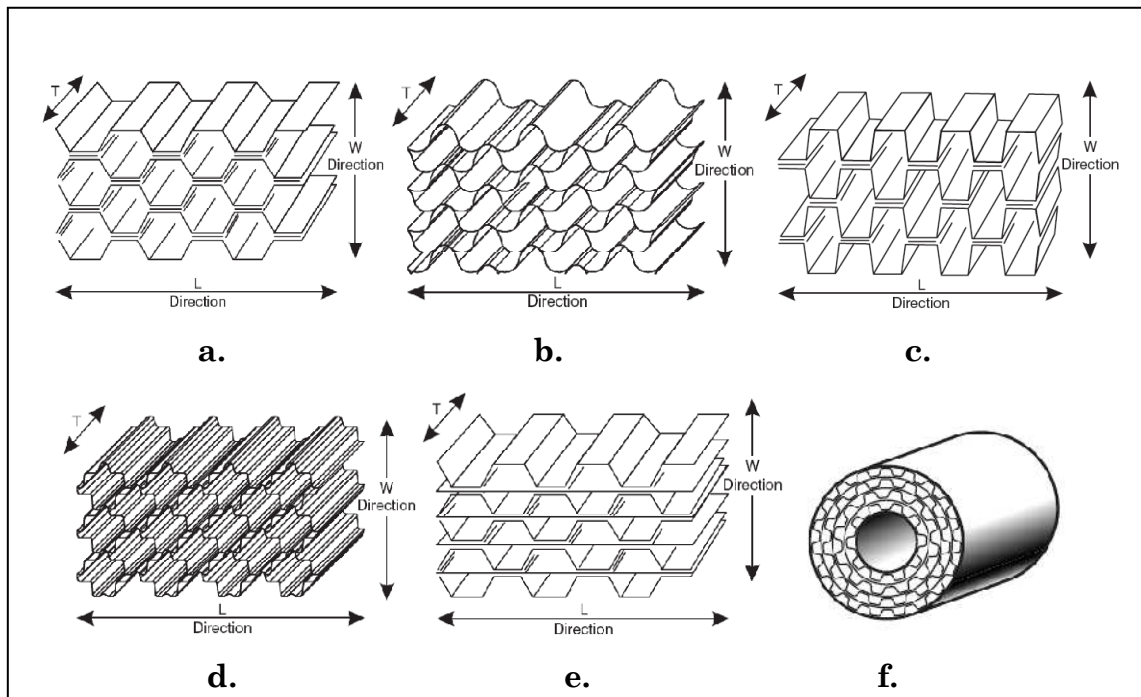 T
W
Direction
L
Direction
a.
T
W
Direction
L
Direction
b.
T
W
Direction
L
Direction
c.
T
W
Direction
L
Direction
d.
T
W
Direction
L
Direction
e.
f.